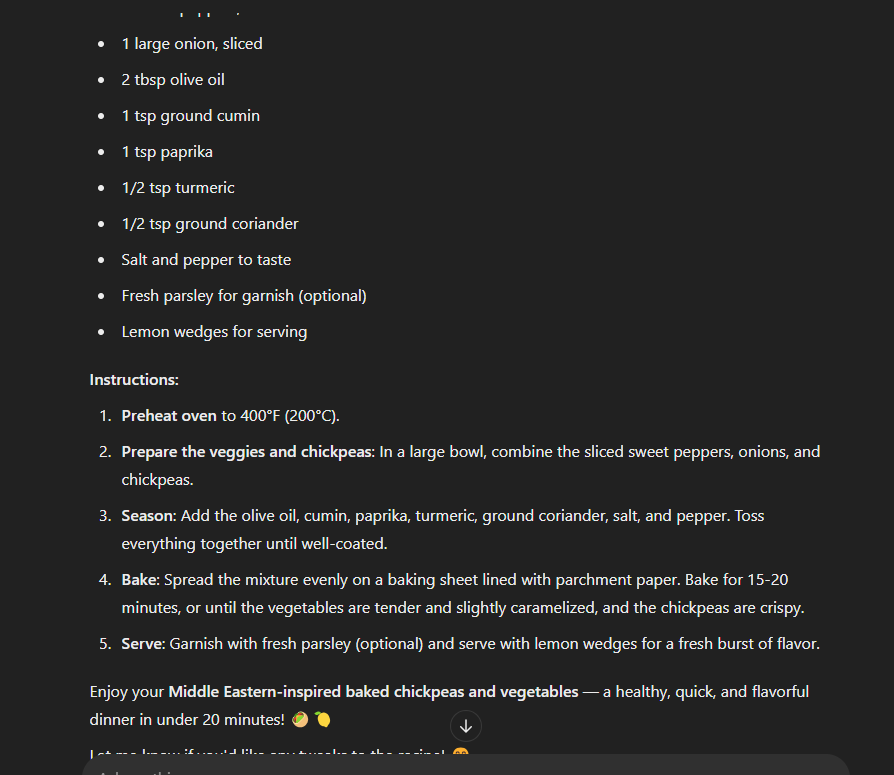 • 1 large onion, sliced
• 2 tbsp olive oil
• 1 tsp ground cumin
• 1 tsp paprika
• 1/2 tsp turmeric
• 1/2 tsp ground coriander
• Salt and pepper to taste
• Fresh parsley for garnish (optional)
• Lemon wedges for serving
Instructions:
1. Preheat oven to 400°F (200°C).
2. Prepare the veggies and chickpeas: In a large bowl, combine the sliced sweet peppers, onions, and
chickpeas.
3. Season: Add the olive oil, cumin, paprika, turmeric, ground coriander, salt, and pepper. Toss
everything together until well-coated.
4. Bake: Spread the mixture evenly on a baking sheet lined with parchment paper. Bake for 15-20
minutes, or until the vegetables are tender and slightly caramelized, and the chickpeas are crispy.
5. Serve: Garnish with fresh parsley (optional) and serve with lemon wedges for a fresh burst of flavor.
Enjoy your Middle Eastern-inspired baked chickpeas and vegetables — a healthy, quick, and flavorful
dinner in under 20 minutes! 🥙 🍋
Let me know if you'd like any tweaks to the recipe!